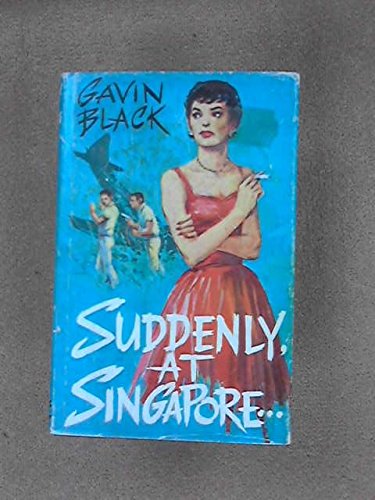 GAVIN
BLACK
SUDDENLY,
AT
SINGAPORE...